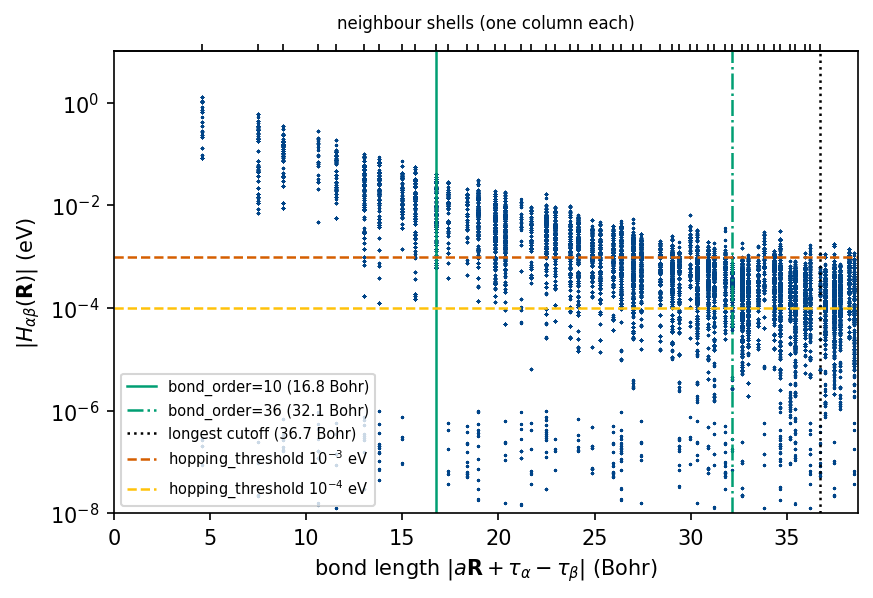 neighbour shells (one column each)
10⁰
10⁻²
10⁻⁴
10⁻⁶
10⁻⁸
|H_{αβ}(R)| (eV)
bond_order=10 (16.8 Bohr)
bond_order=36 (32.1 Bohr)
longest cutoff (36.7 Bohr)
hopping_threshold 10⁻³ eV
hopping_threshold 10⁻⁴ eV
0 5 10 15 20 25 30 35
bond length |aR + τ_α − τ_β| (Bohr)